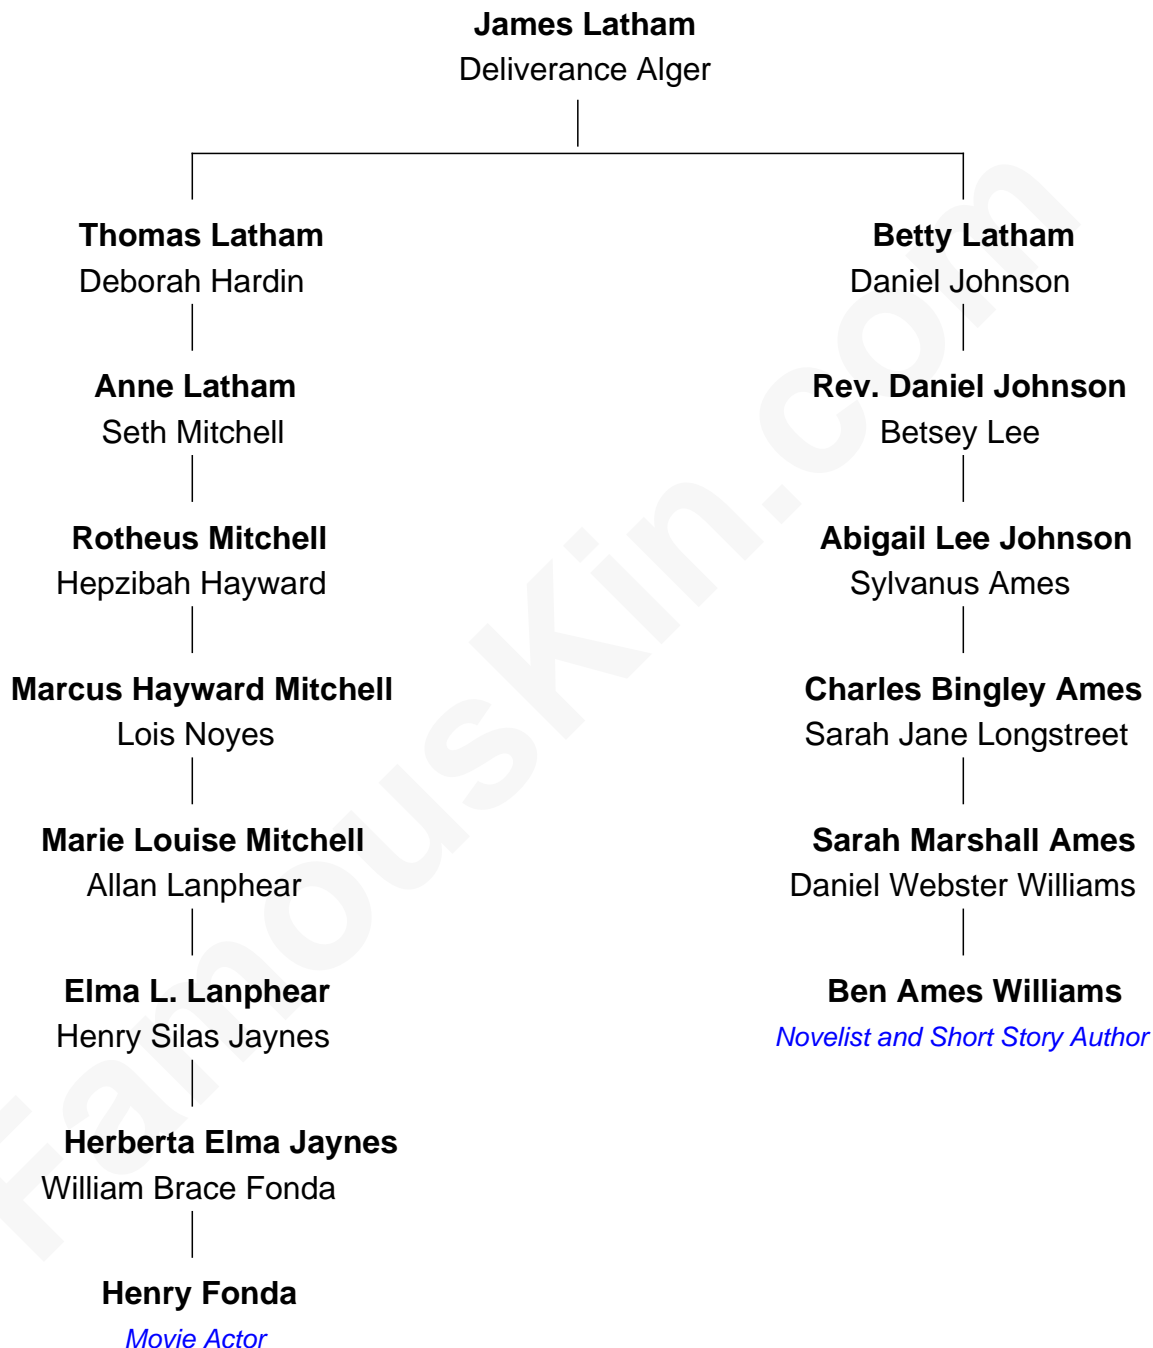 James Latham
Deliverance Alger
Thomas Latham
Deborah Hardin
Betty Latham
Daniel Johnson
Anne Latham
Seth Mitchell
Rev. Daniel Johnson
Betsey Lee
Rotheus Mitchell
Hepzibah Hayward
Abigail Lee Johnson
Sylvanus Ames
Marcus Hayward Mitchell
Lois Noyes
Charles Bingley Ames
Sarah Jane Longstreet
Marie Louise Mitchell
Allan Lanphear
Sarah Marshall Ames
Daniel Webster Williams
Elma L. Lanphear
Henry Silas Jaynes
Ben Ames Williams
Novelist and Short Story Author
Herberta Elma Jaynes
William Brace Fonda
Henry Fonda
Movie Actor
FamousKin.com